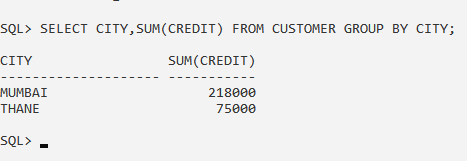 SQL> SELECT CITY,SUM(CREDIT) FROM CUSTOMER GROUP BY CITY;
CITY                 SUM(CREDIT)
-------------------- -----------
MUMBAI                    218000
THANE                      75000
SQL>